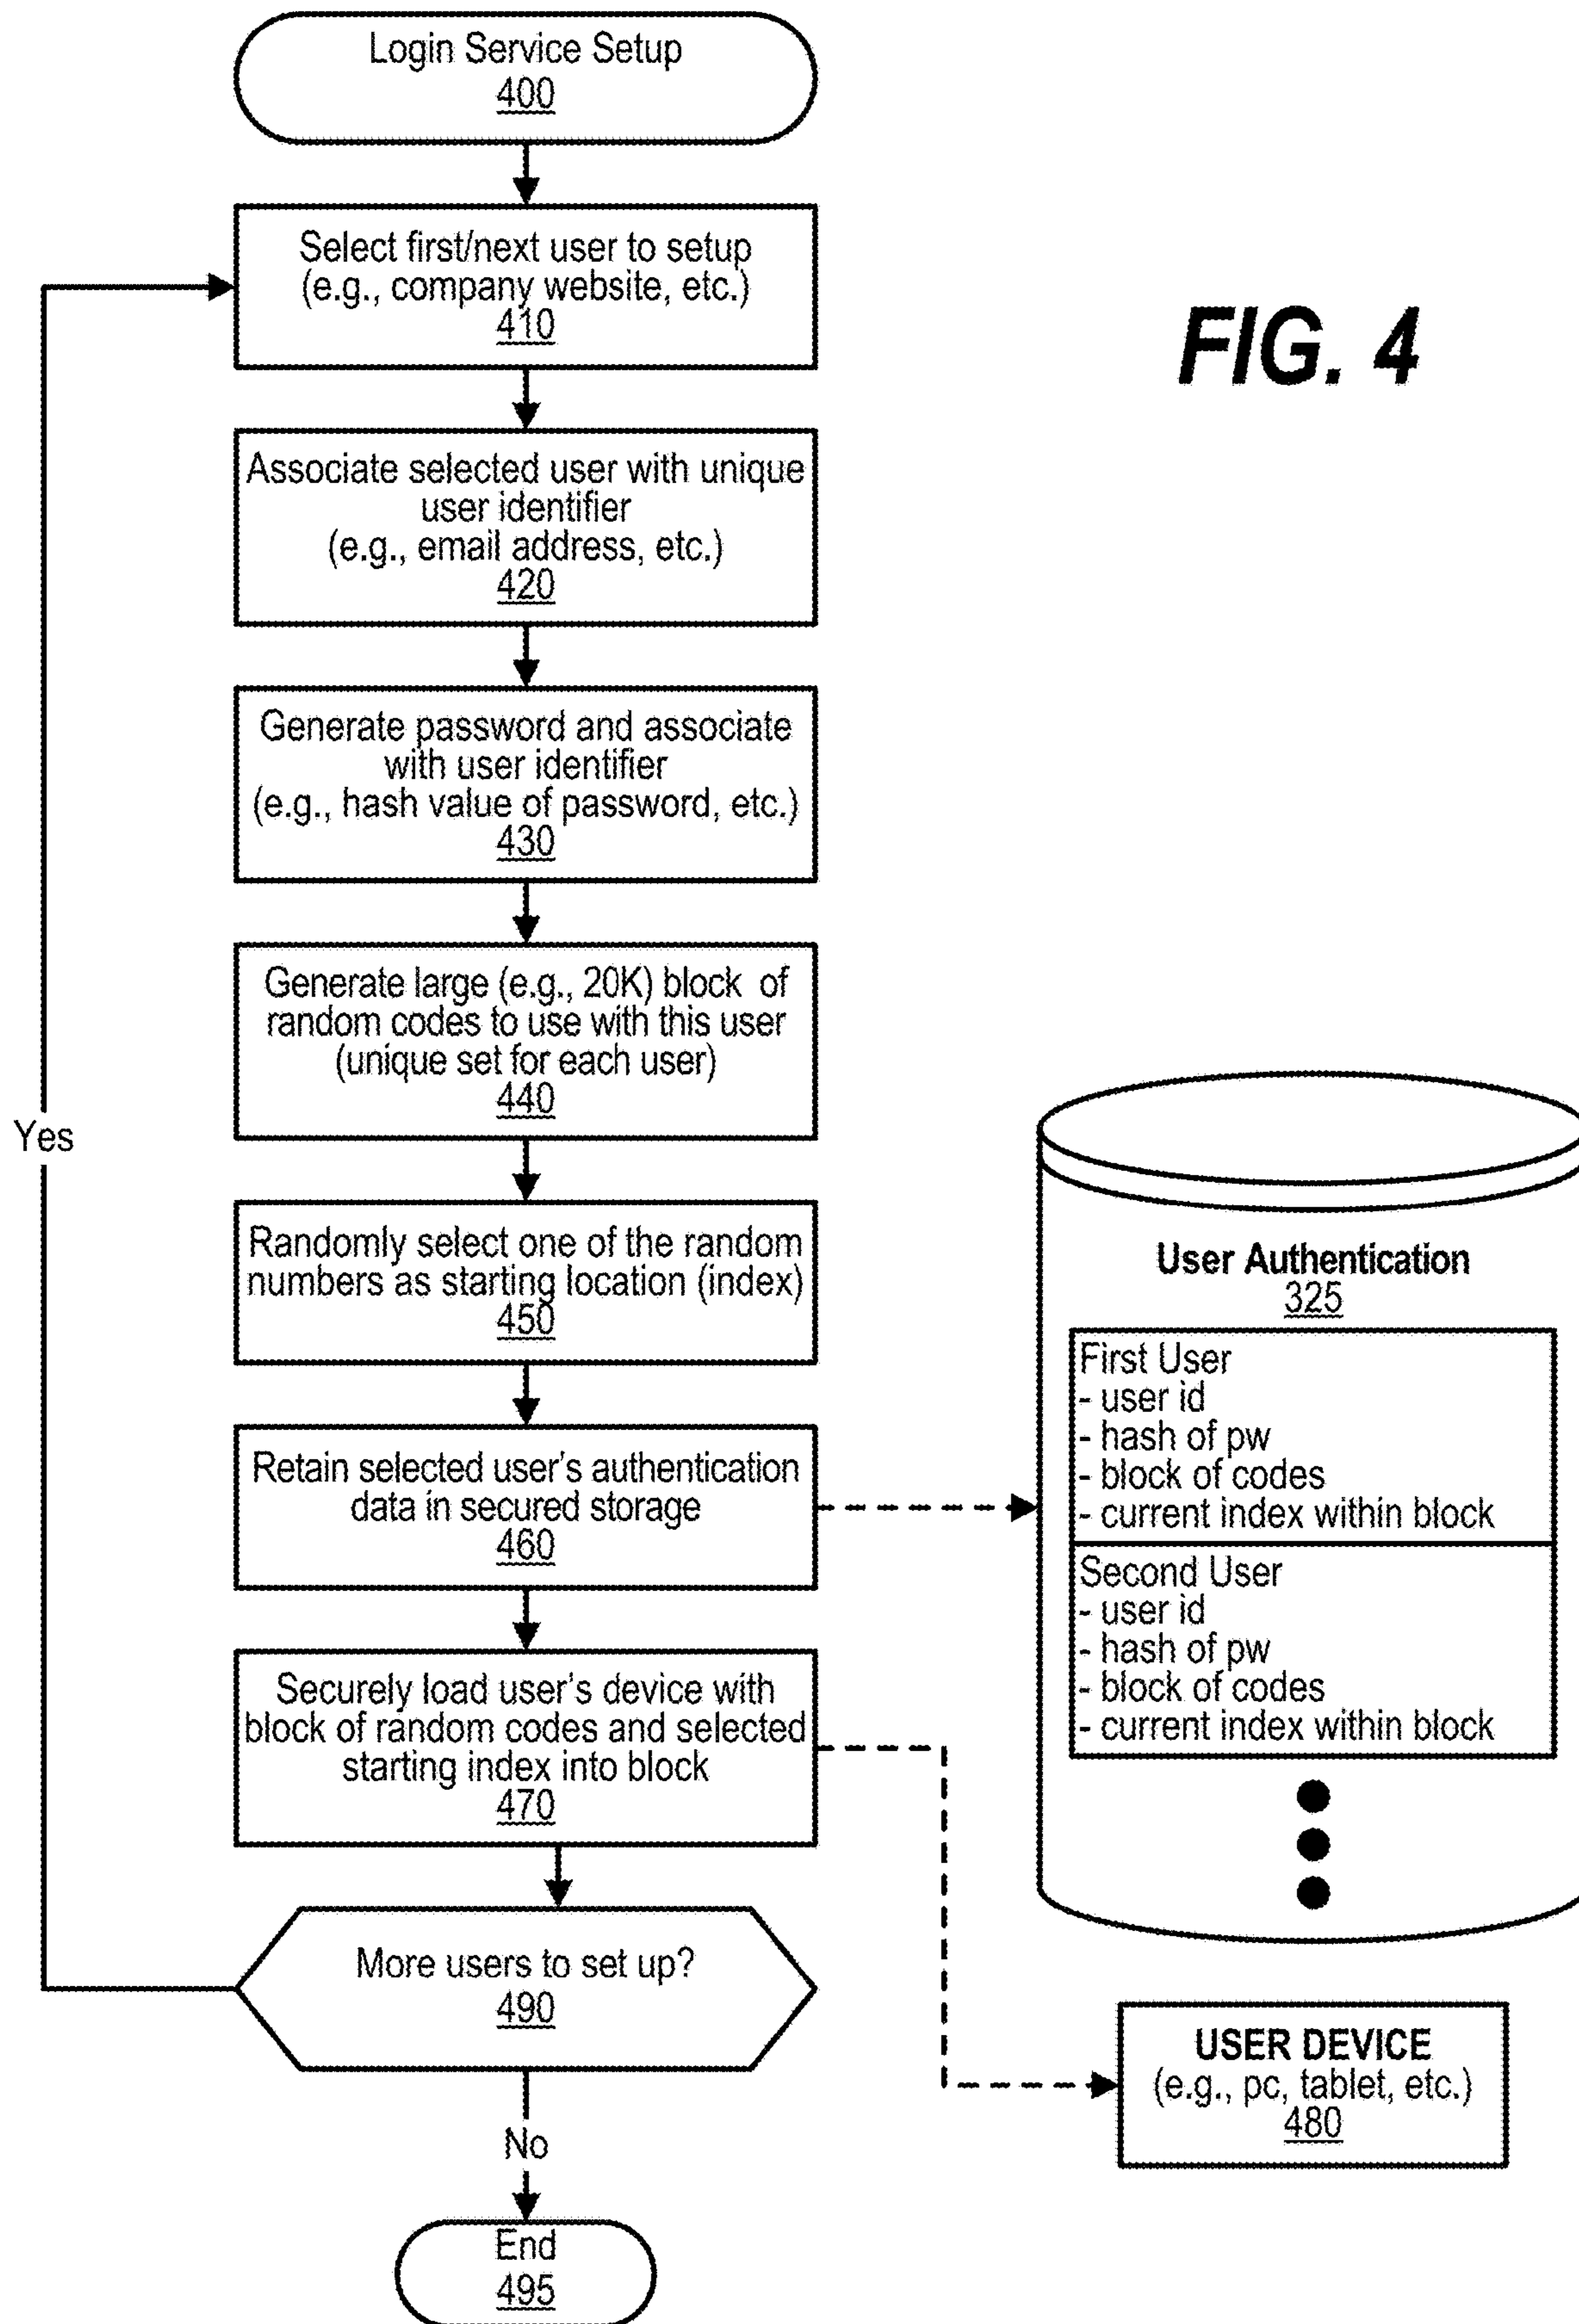 Login Service Setup
400
Select first/next user to setup
(e.g., company website, etc.)
410
FIG. 4
Associate selected user with unique
user identifier
(e.g., email address, etc.)
420
Generate password and associate
with user identifier
(e.g., hash value of password, etc.)
430
Generate large (e.g., 20K) block of
random codes to use with this user
(unique set for each user)
440
Yes
Randomly select one of the random
numbers as starting location (index)
450
Retain selected user's authentication
data in secured storage
460
Securely load user's device with
block of random codes and selected
starting index into block
470
More users to set up?
490
No
End
495
User Authentication
325
First User
- user id
- hash of pw
- block of codes
- current index within block
Second User
- user id
- hash of pw
- block of codes
- current index within block
USER DEVICE
(e.g., pc, tablet, etc.)
480